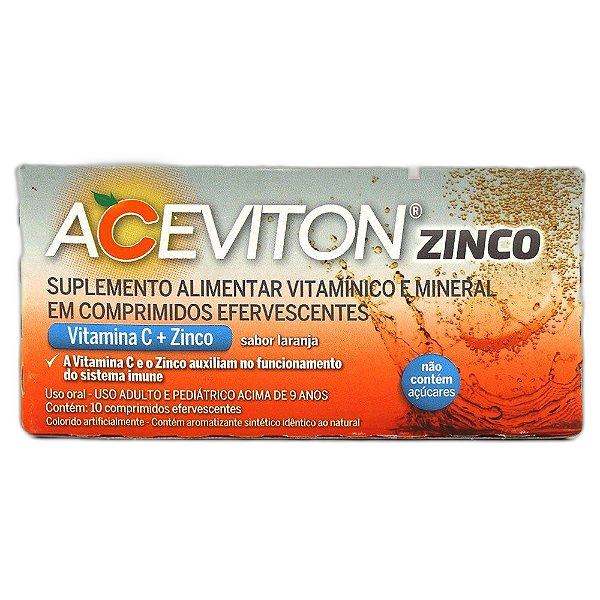 ACEVITON® ZINCO
SUPLEMENTO ALIMENTAR VITAMÍNICO E MINERAL
EM COMPRIMIDOS EFERVESCENTES
Vitamina C + Zinco sabor laranja
✓ A Vitamina C e o Zinco auxiliam no funcionamento
do sistema imune
não
contém
açúcares
Uso oral - USO ADULTO E PEDIÁTRICO ACIMA DE 9 ANOS
Contém: 10 comprimidos efervescentes
Colorido artificialmente - Contém aromatizante sintético idêntico ao natural